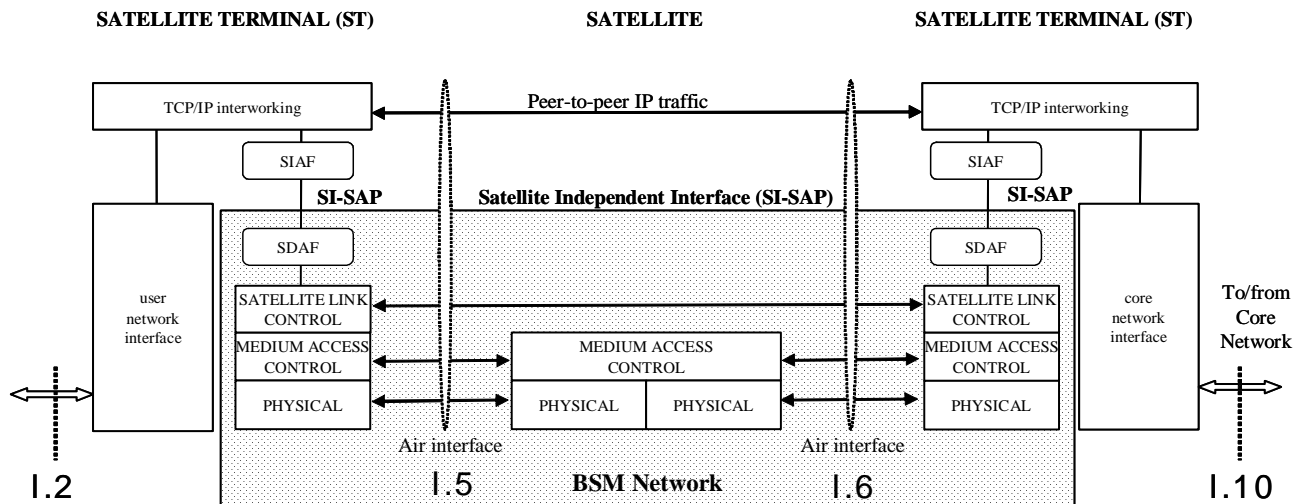 SATELLITE TERMINAL (ST)
SATELLITE
SATELLITE TERMINAL (ST)
TCP/IP interworking
Peer-to-peer IP traffic
TCP/IP interworking
SIAF
SIAF
SI-SAP
Satellite Independent Interface (SI-SAP)
SI-SAP
SDAF
SDAF
user
network
interface
SATELLITE LINK
CONTROL
SATELLITE LINK
CONTROL
core
network
interface
To/from
Core
Network
MEDIUM ACCESS
CONTROL
MEDIUM ACCESS
CONTROL
MEDIUM ACCESS
CONTROL
PHYSICAL
PHYSICAL
PHYSICAL
PHYSICAL
Air interface
Air interface
I.2
I.5
BSM Network
I.6
I.10